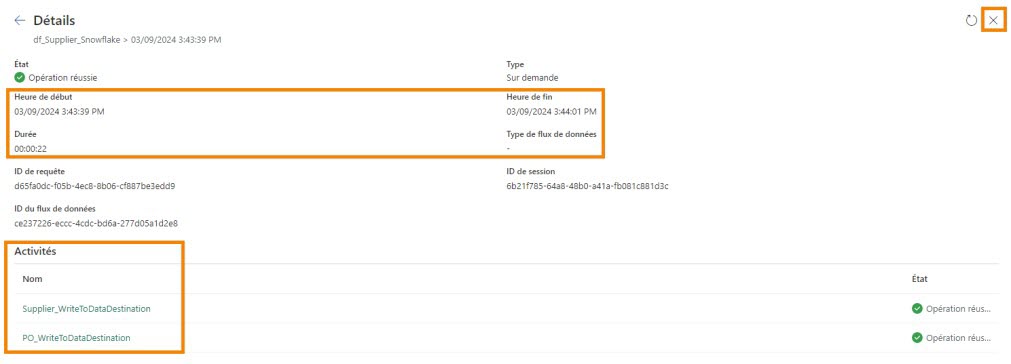 Détails
df_Supplier_Snowflake > 03/09/2024 3:43:39 PM
État
Opération réussie
Type
Sur demande
Heure de début
03/09/2024 3:43:39 PM
Heure de fin
03/09/2024 3:44:01 PM
Durée
00:00:22
Type de flux de données
-
ID de requête
d65fa0dc-f05b-4ec8-8b06-cf887be3edd9
ID de session
6b21f785-64a8-48b0-a41a-fb081c881d3c
ID du flux de données
ce237226-eccc-4cdc-bd6a-277d05a1d2e8
Activités
Nom
État
Supplier_WriteToDataDestination
Opération réus...
PO_WriteToDataDestination
Opération réus...